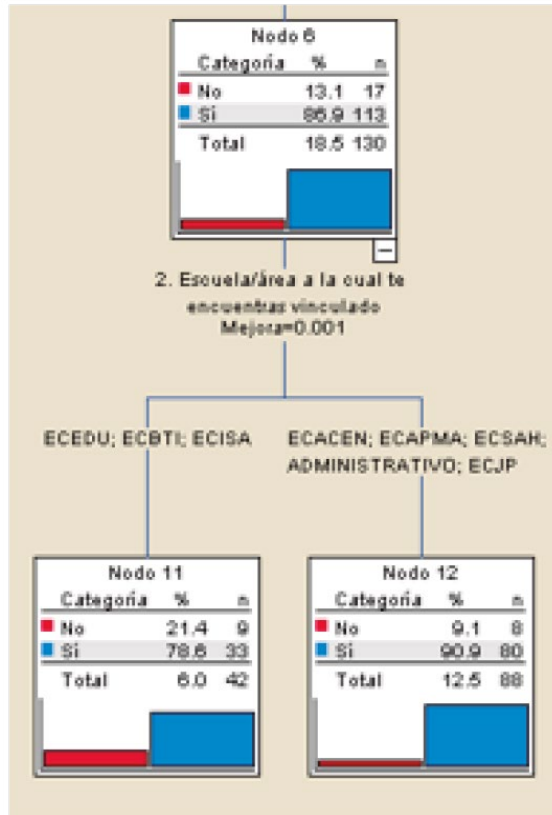 Nodo 6
Categoría % n
No 13.1 17
Sí 86.9 113
Total 18.5 130
2. Escuela/área a la cual te
encuentras vinculado
Mejora=0.001
ECEDU; ECBTI; ECISA
ECACEN; ECAPMA; ECSAH;
ADMINISTRATIVO; ECJP
Nodo 11
Categoría % n
No 21.4 9
Sí 78.6 33
Total 6.0 42
Nodo 12
Categoría % n
No 9.1 8
Sí 90.9 80
Total 12.5 88